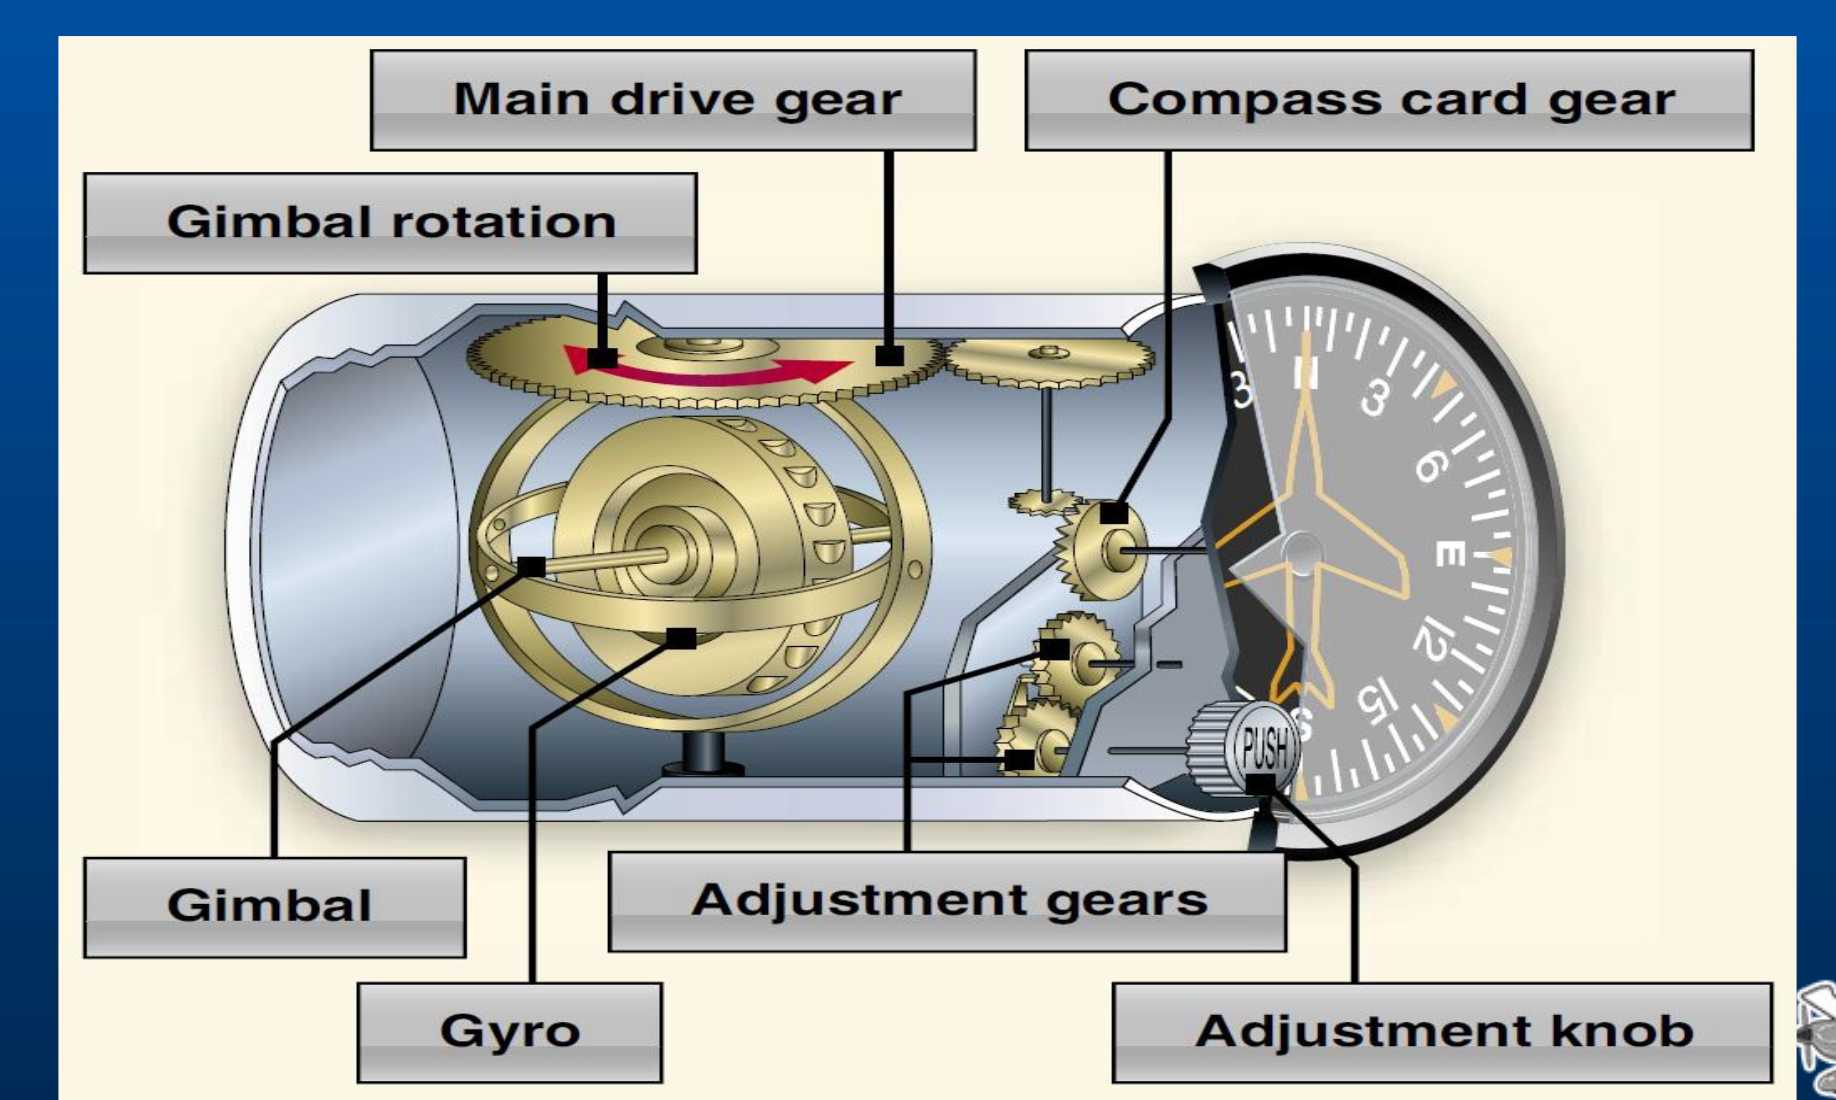 Main drive gear
Compass card gear
Gimbal rotation
N
3
3
6
E
12
15
S
PUSH
Gimbal
Adjustment gears
Gyro
Adjustment knob